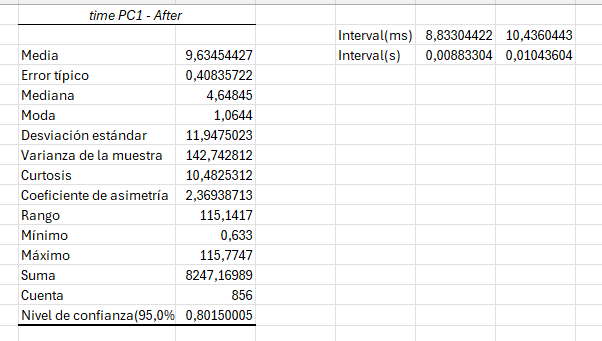 time PC1 - After
Interval(ms) 8,83304422 10,4360443
Media 9,63454427 Interval(s) 0,00883304 0,01043604
Error típico 0,40835722
Mediana 4,64845
Moda 1,0644
Desviación estándar 11,9475023
Varianza de la muestra 142,742812
Curtosis 10,4825312
Coeficiente de asimetría 2,36938713
Rango 115,1417
Mínimo 0,633
Máximo 115,7747
Suma 8247,16989
Cuenta 856
Nivel de confianza(95,0% 0,80150005